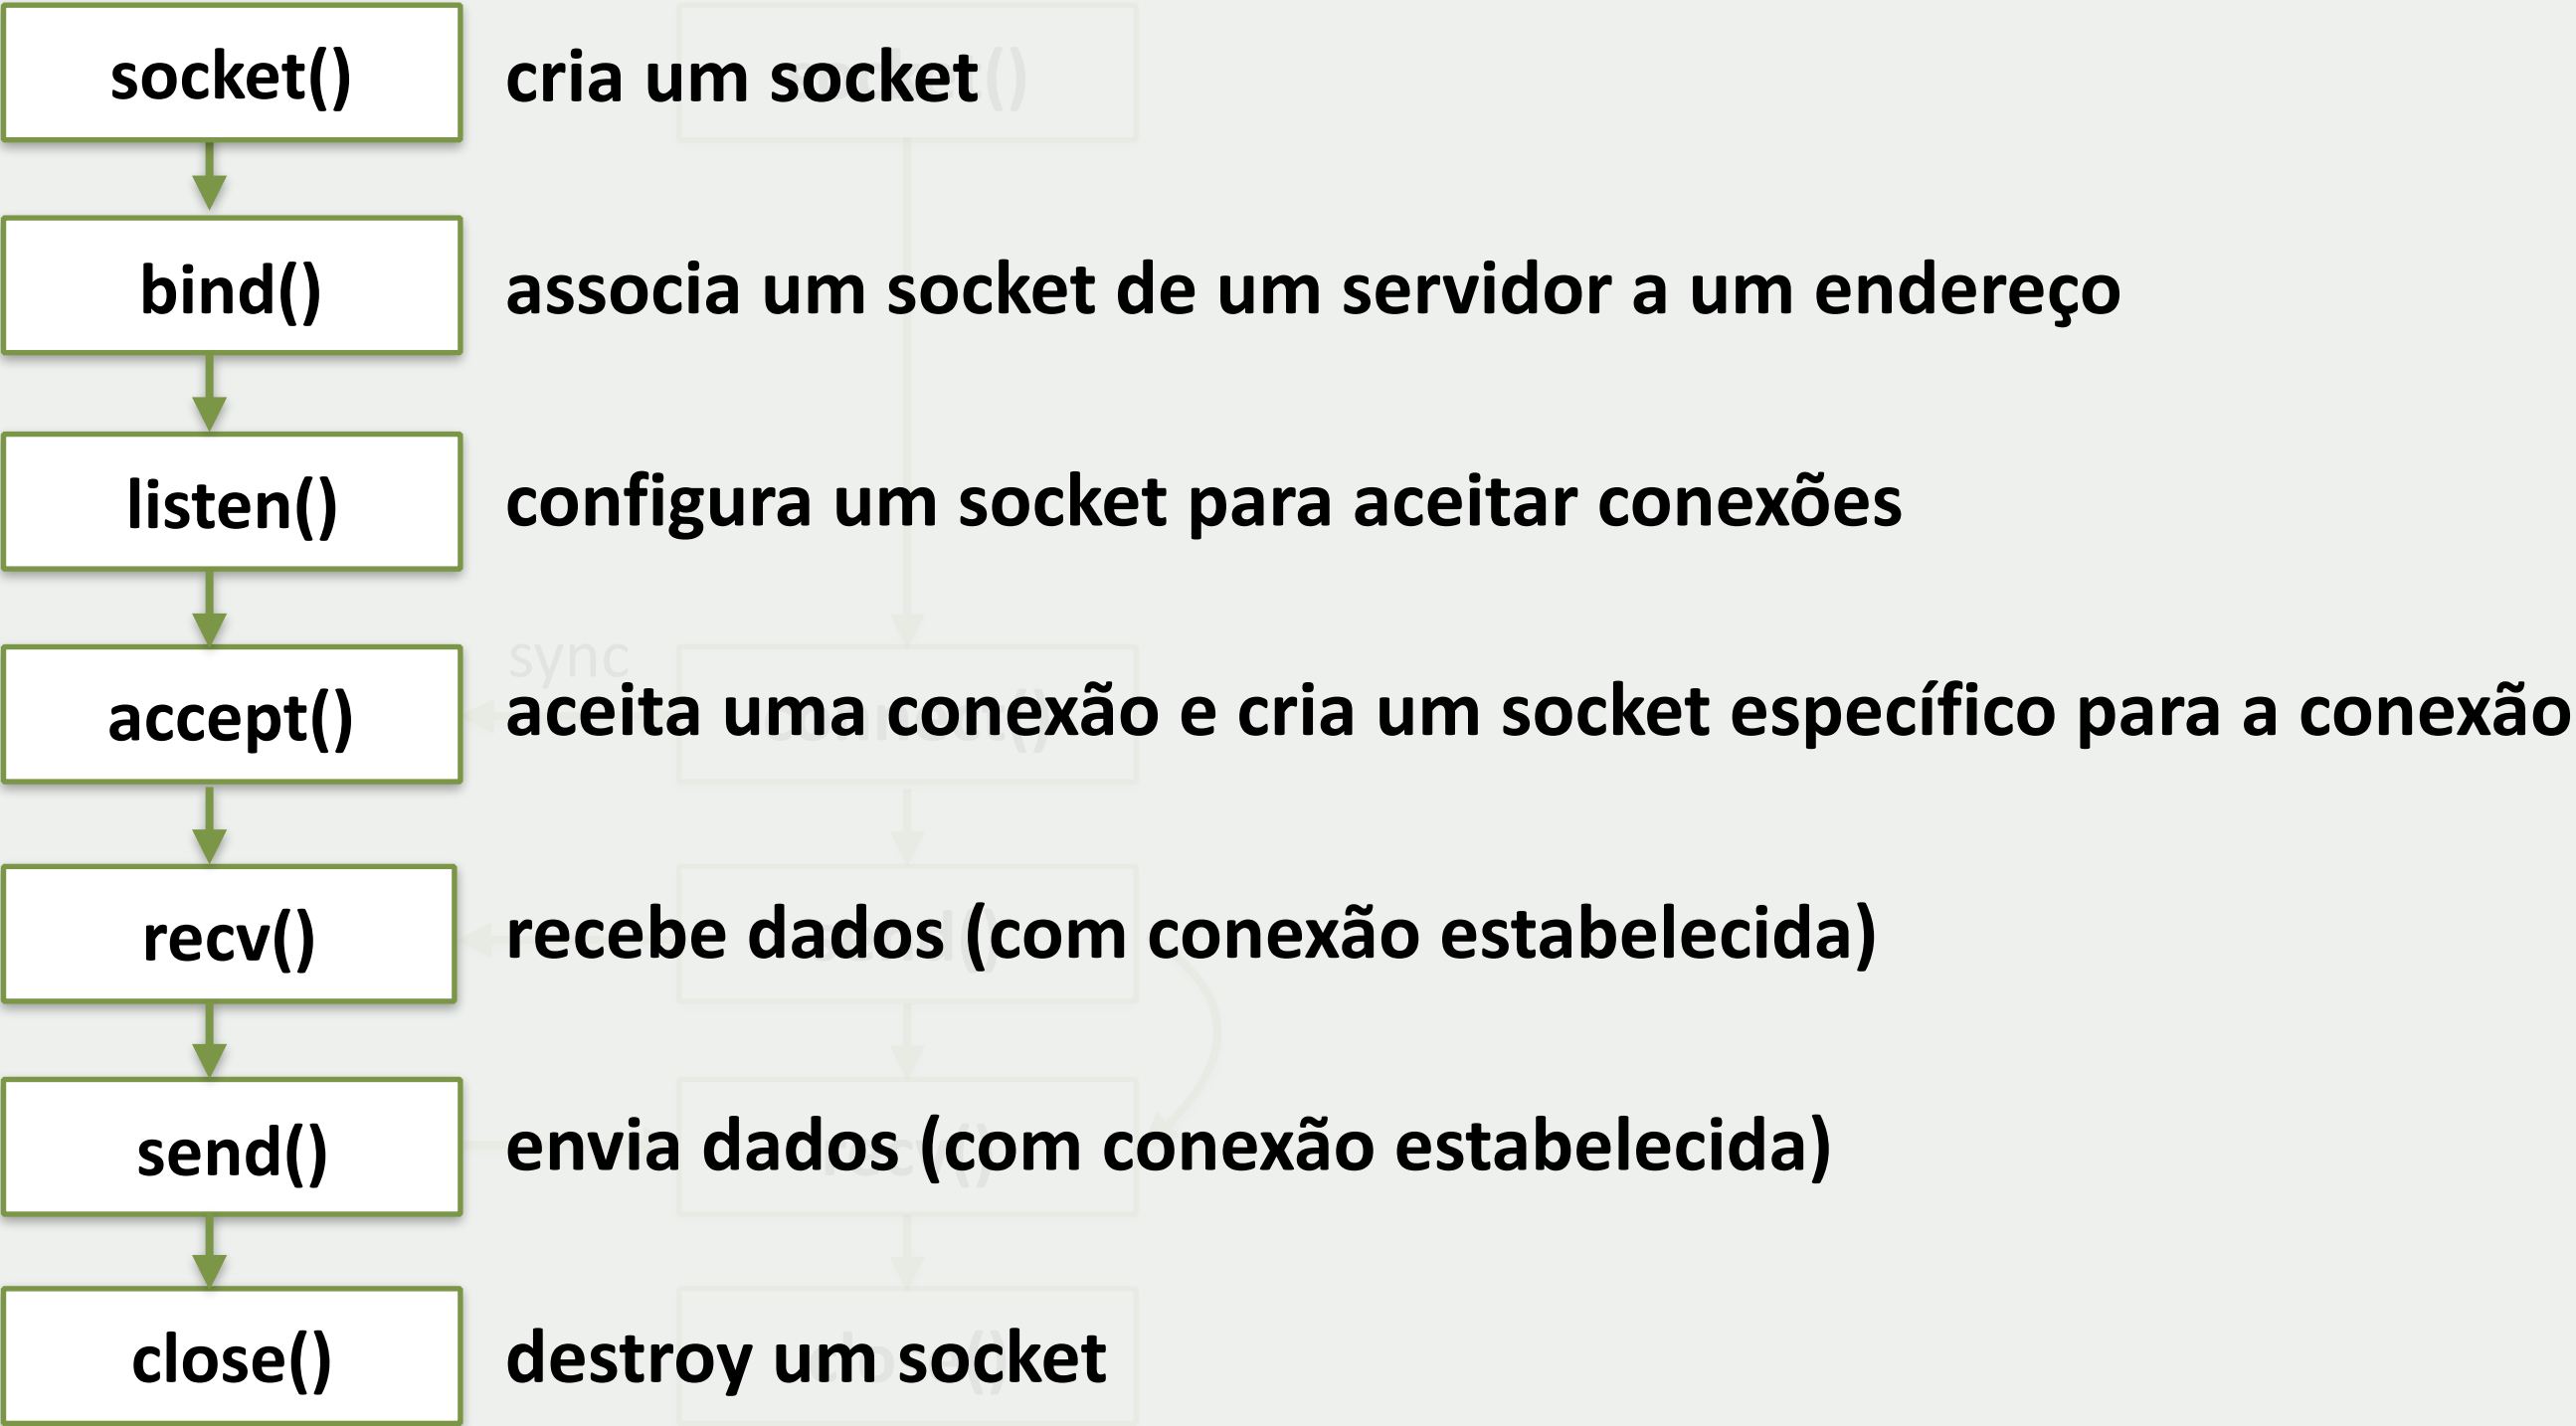 socket()
cria um socket
bind()
associa um socket de um servidor a um endereço
listen()
configura um socket para aceitar conexões
sync
accept()
aceita uma conexão e cria um socket específico para a conexão
recv()
recebe dados (com conexão estabelecida)
send()
envia dados (com conexão estabelecida)
close()
destroy um socket